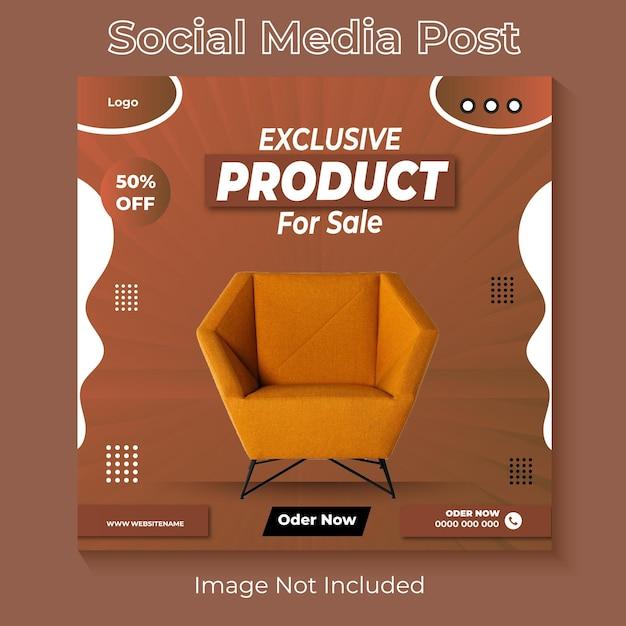 Social Media Post
Logo
EXCLUSIVE
PRODUCT
For Sale
50%
OFF
WWW.WEBSITENAME
Oder Now
ODER NOW
0000 000 000
Image Not Included